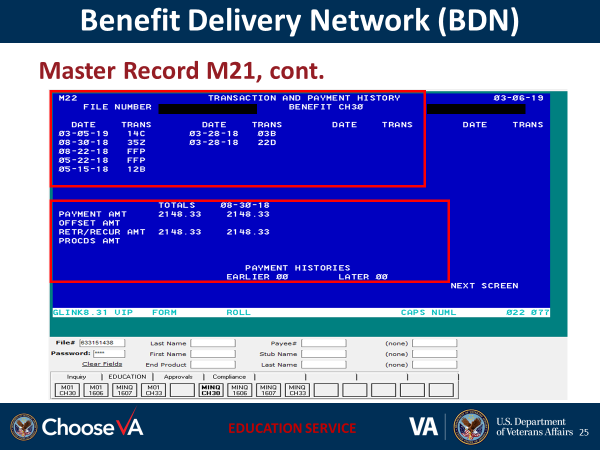 Benefit Delivery Network (BDN)
Master Record M21, cont.
M22 TRANSACTION AND PAYMENT HISTORY 03-06-19
FILE NUMBER BENEFIT CH30
DATE TRANS DATE TRANS DATE TRANS DATE TRANS
03-05-19 14C 03-28-18 03B
08-30-18 35Z 03-28-18 22D
08-22-18 FFP
05-22-18 FFP
05-15-18 12B
TOTALS 08-30-18
PAYMENT AMT 2148.33 2148.33
OFFSET AMT
RETR/RECUR AMT 2148.33 2148.33
PROCDS AMT
PAYMENT HISTORIES
EARLIER 00 LATER 00
NEXT SCREEN
GLINK8.31 VIP FORM ROLL CAPS NUML 022 077
File# 633151438 Last Name Payee# (none)
Password: **** First Name Stub Name (none)
Clear Fields End Product Last Name (none)
Inquiry | EDUCATION | Approvals | Compliance | | | |
M01 CH30 M01 1606 MINQ 1607 M01 CH33 MINQ CH30 MINQ 1606 MINQ 1607 MINQ CH33
ChooseVA EDUCATION SERVICE VA U.S. Department
of Veterans Affairs 25